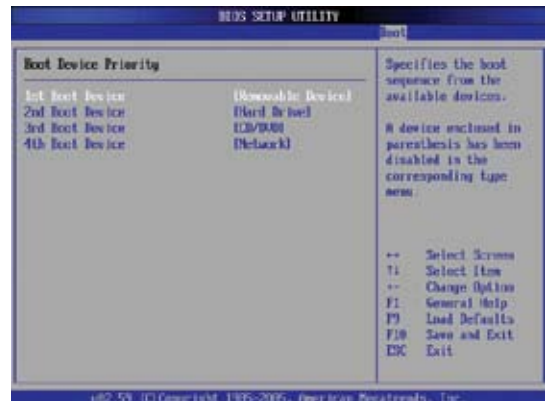 BIOS SETUP UTILITY
Boot
Boot Device Priority
1st Boot Device [Removable Device]
2nd Boot Device [Hard Drive]
3rd Boot Device [CD/DVD]
4th Boot Device [Network]
Specifies the boot
sequence from the
available devices.
A device enclosed in
parenthesis has been
disabled in the
corresponding type
menu.
↔ Select Screen
↑↓ Select Item
+- Change Option
F1 General Help
F9 Load Defaults
F10 Save and Exit
ESC Exit
v02.59 (C)Copyright 1985-2005, American Megatrends, Inc.